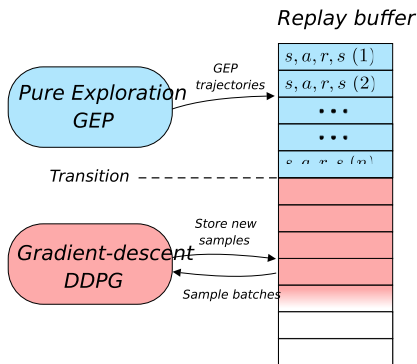 Replay buffer
s, a, r, s (1)
GEP
trajectories
s, a, r, s (2)
Pure Exploration
GEP
...
...
s, a, r, s (n)
Transition
Store new
samples
Gradient-descent
DDPG
Sample batches